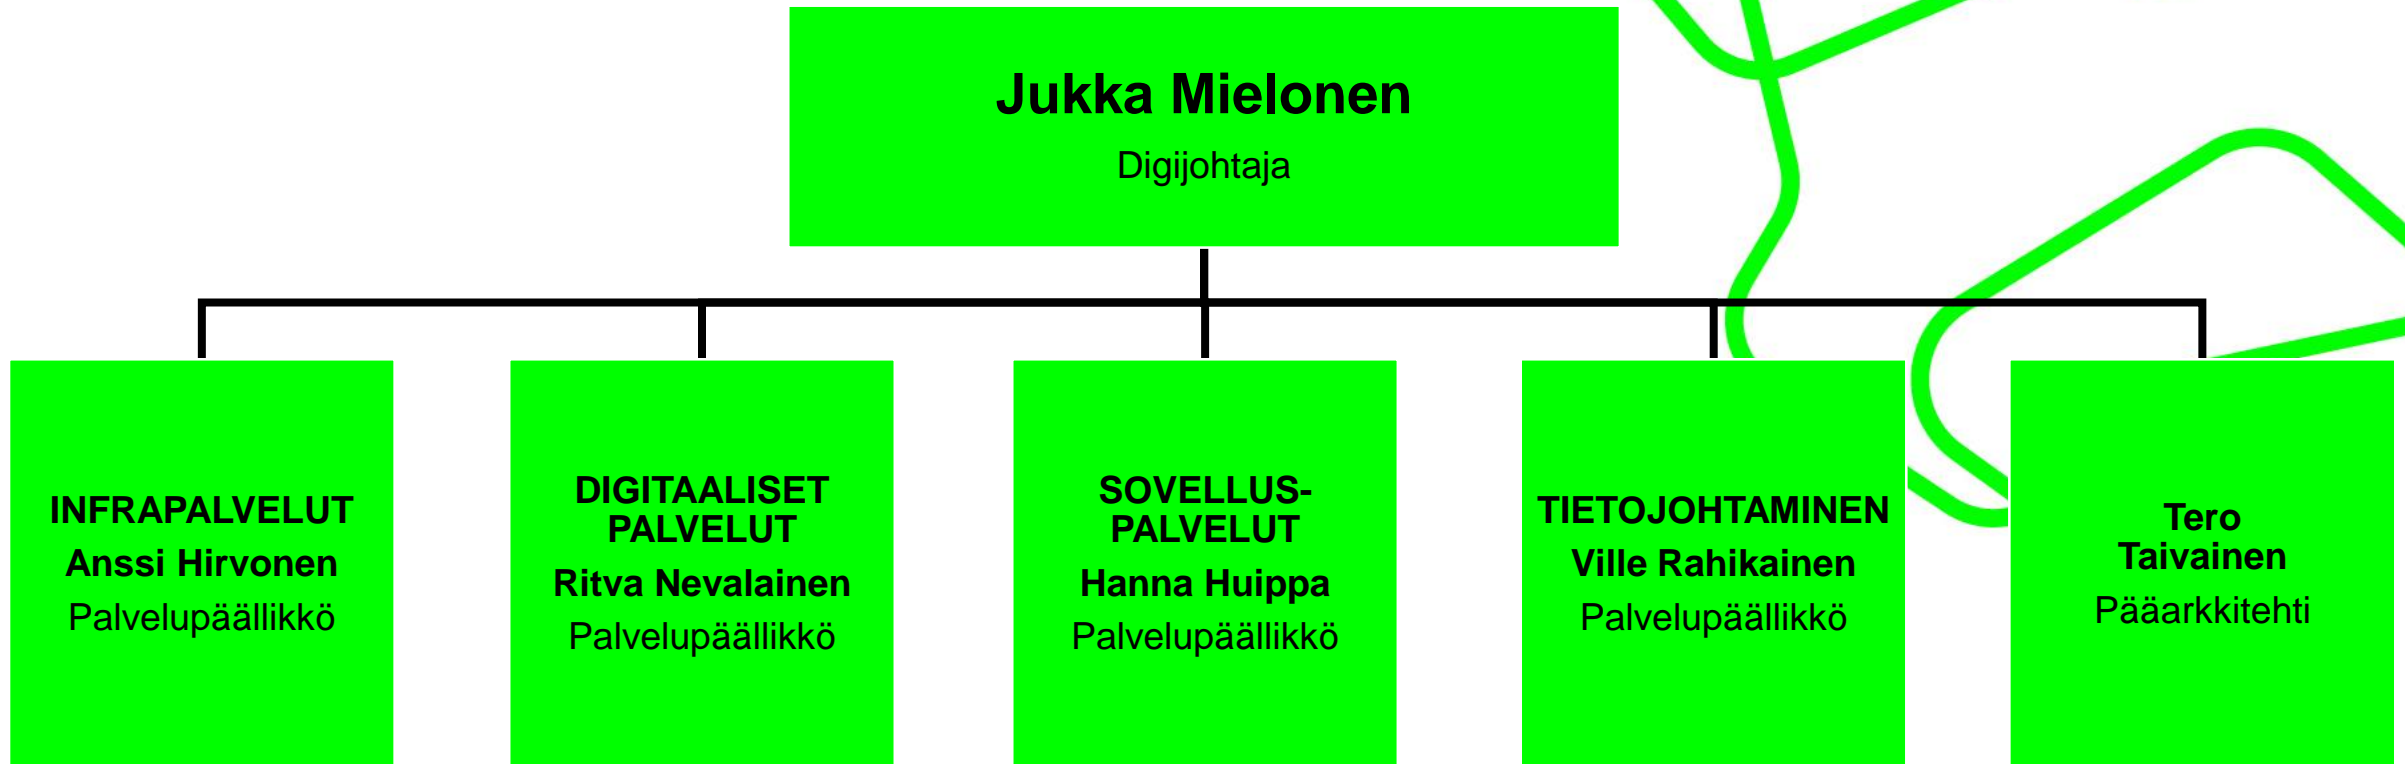 Jukka Mielonen
Digijohtaja
INFRAPALVELUT
Anssi Hirvonen
Palvelupäällikkö
DIGITAALISET
PALVELUT
Ritva Nevalainen
Palvelupäällikkö
SOVELLUS-
PALVELUT
Hanna Huippa
Palvelupäällikkö
TIETOJOHTAMINEN
Ville Rahikainen
Palvelupäällikkö
Tero
Taivainen
Pääarkkitehti